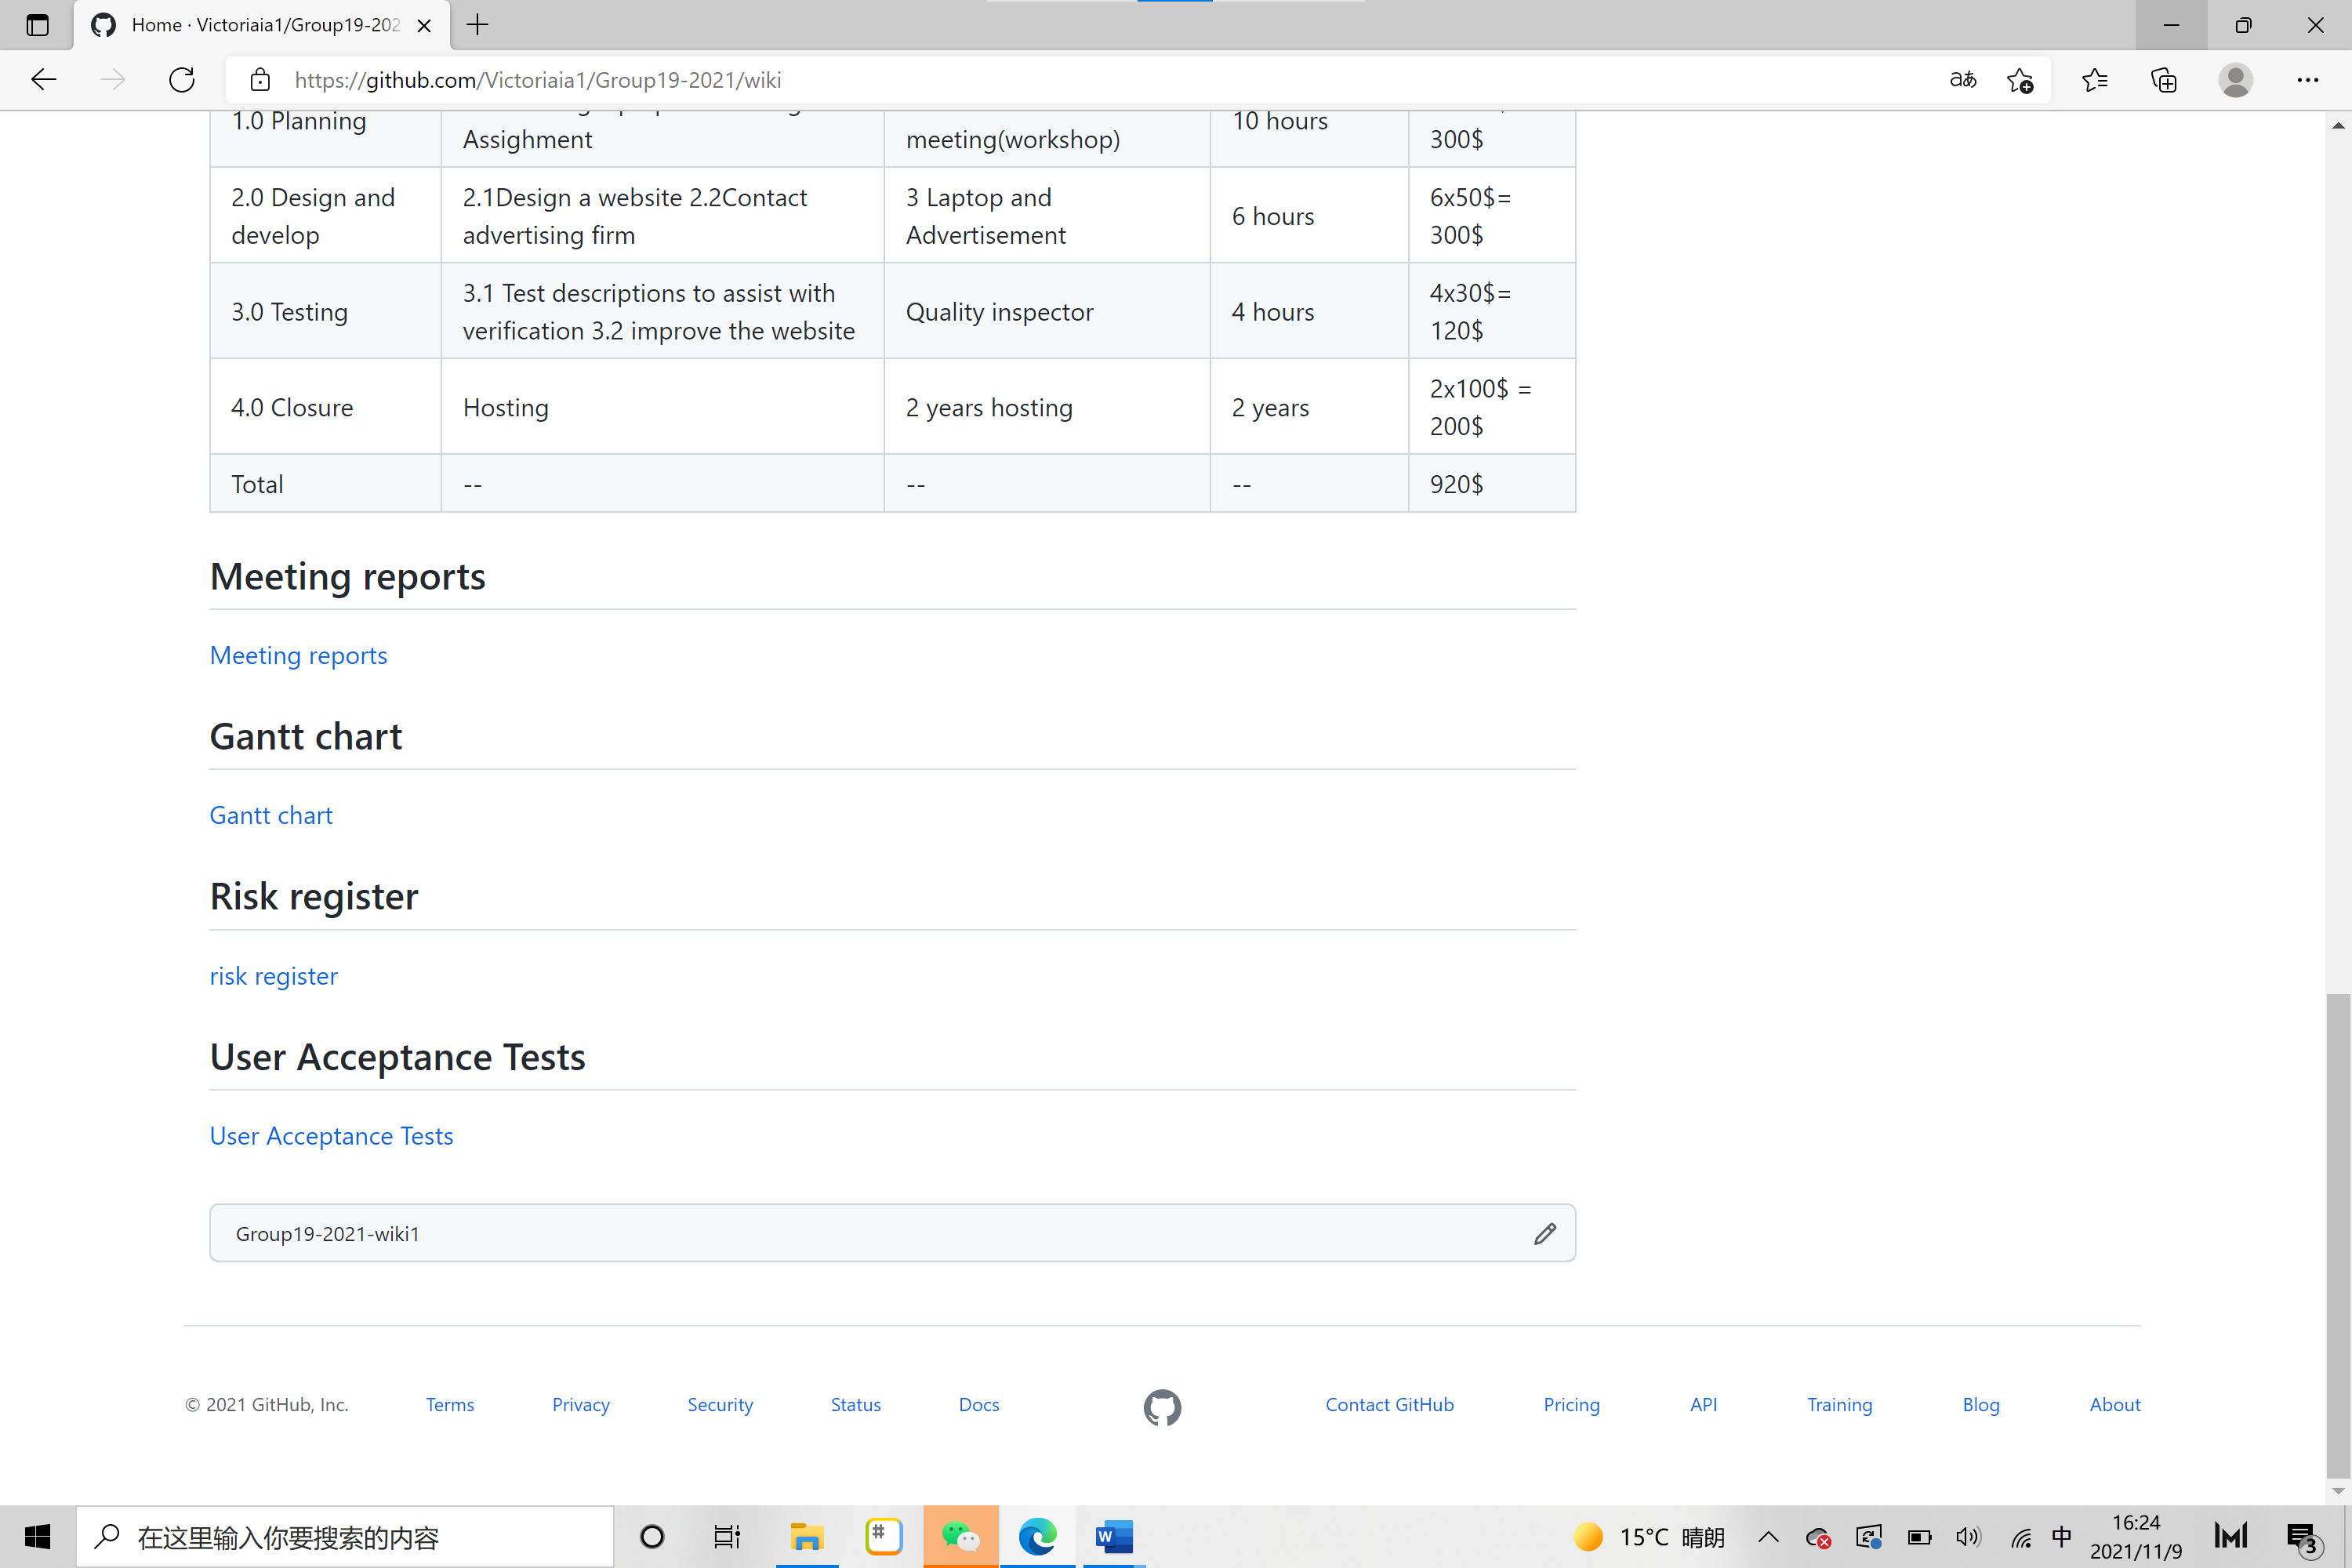 Home · Victoriaia1/Group19-202
https://github.com/Victoriaia1/Group19-2021/wiki
aあ
1.0 Planning
Assighment
meeting(workshop)
10 hours
300$
2.0 Design and
develop
2.1Design a website 2.2Contact
advertising firm
3 Laptop and
Advertisement
6 hours
6x50$=
300$
3.0 Testing
3.1 Test descriptions to assist with
verification 3.2 improve the website
Quality inspector
4 hours
4x30$=
120$
4.0 Closure
Hosting
2 years hosting
2 years
2x100$ =
200$
Total
--
--
--
920$
Meeting reports
Meeting reports
Gantt chart
Gantt chart
Risk register
risk register
User Acceptance Tests
User Acceptance Tests
Group19-2021-wiki1
© 2021 GitHub, Inc. Terms Privacy Security Status Docs Contact GitHub Pricing API Training Blog About
在这里输入你要搜索的内容
#
W
15°C 晴朗
中
16:24
2021/11/9
3